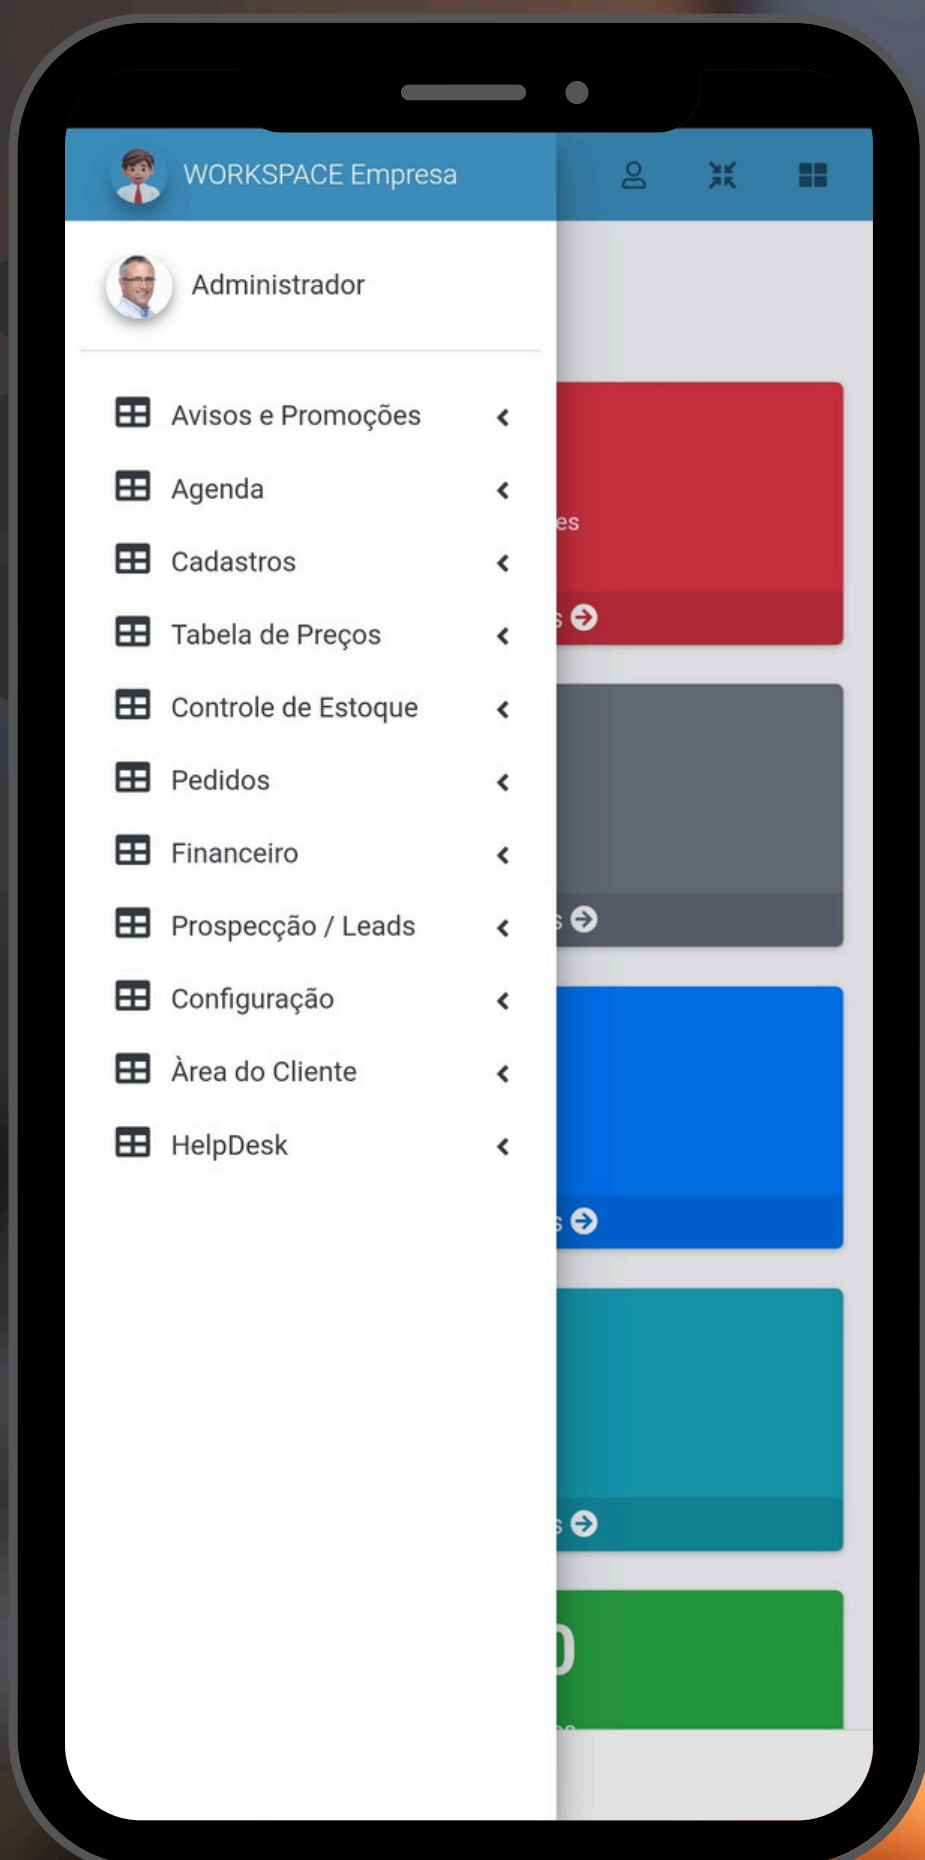 WORKSPACE Empresa
Administrador
Avisos e Promoções
Agenda
Cadastros
Tabela de Preços
Controle de Estoque
Pedidos
Financeiro
Prospecção / Leads
Configuração
Àrea do Cliente
HelpDesk